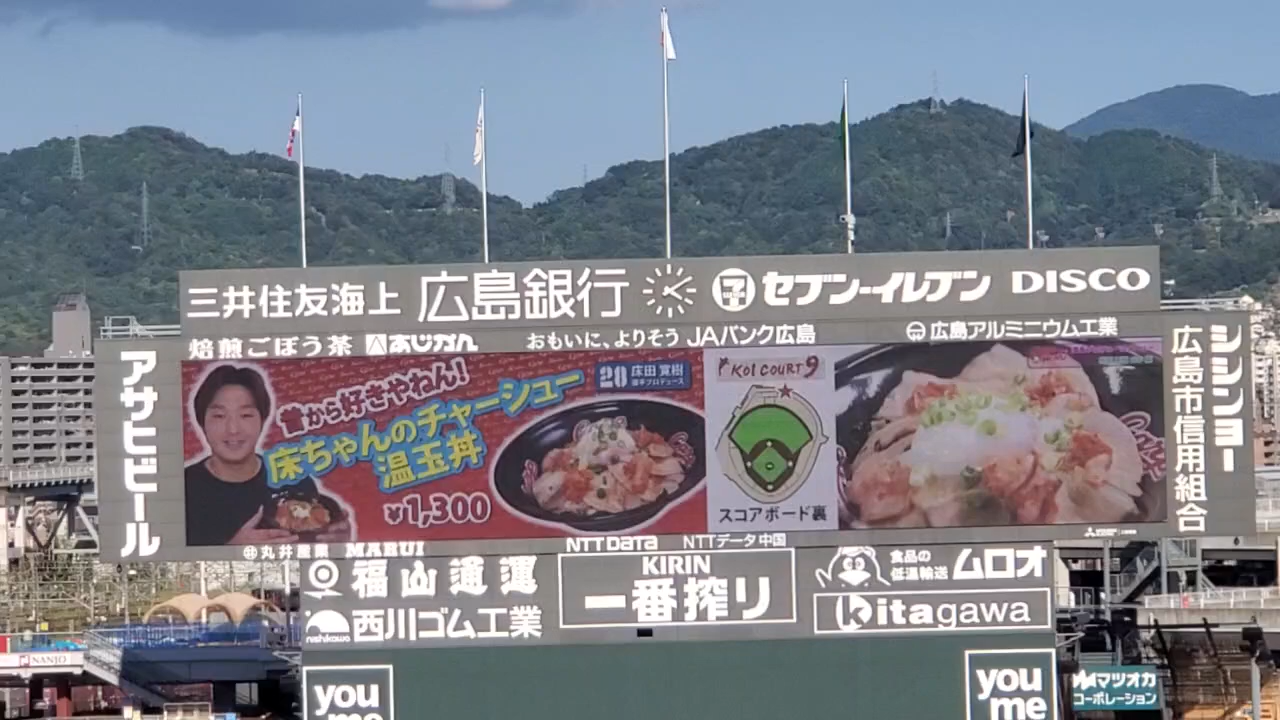 三井住友海上 広島銀行 セブン-イレブン DISCO
焙煎ごぼう茶 あじかん おもいに、よりそう JAバンク広島 広島アルミニウム工業
アサヒビール
昔から好きやねん!
床ちゃんのチャーシュー
温玉丼
¥1,300
28 床田 寛樹
選手プロデュース
KOI COURT 9
スコアボード裏
シシンヨー
広島市信用組合
丸井産業 MARUI NTT DATA NTTデータ中国
福山通運
nishikawa 西川ゴム工業
KIRIN
一番搾り
食品の
低温輸送 ムロオ
Kitagawa
you
me
you
me
マツオカ
コーポレーション
NANJO